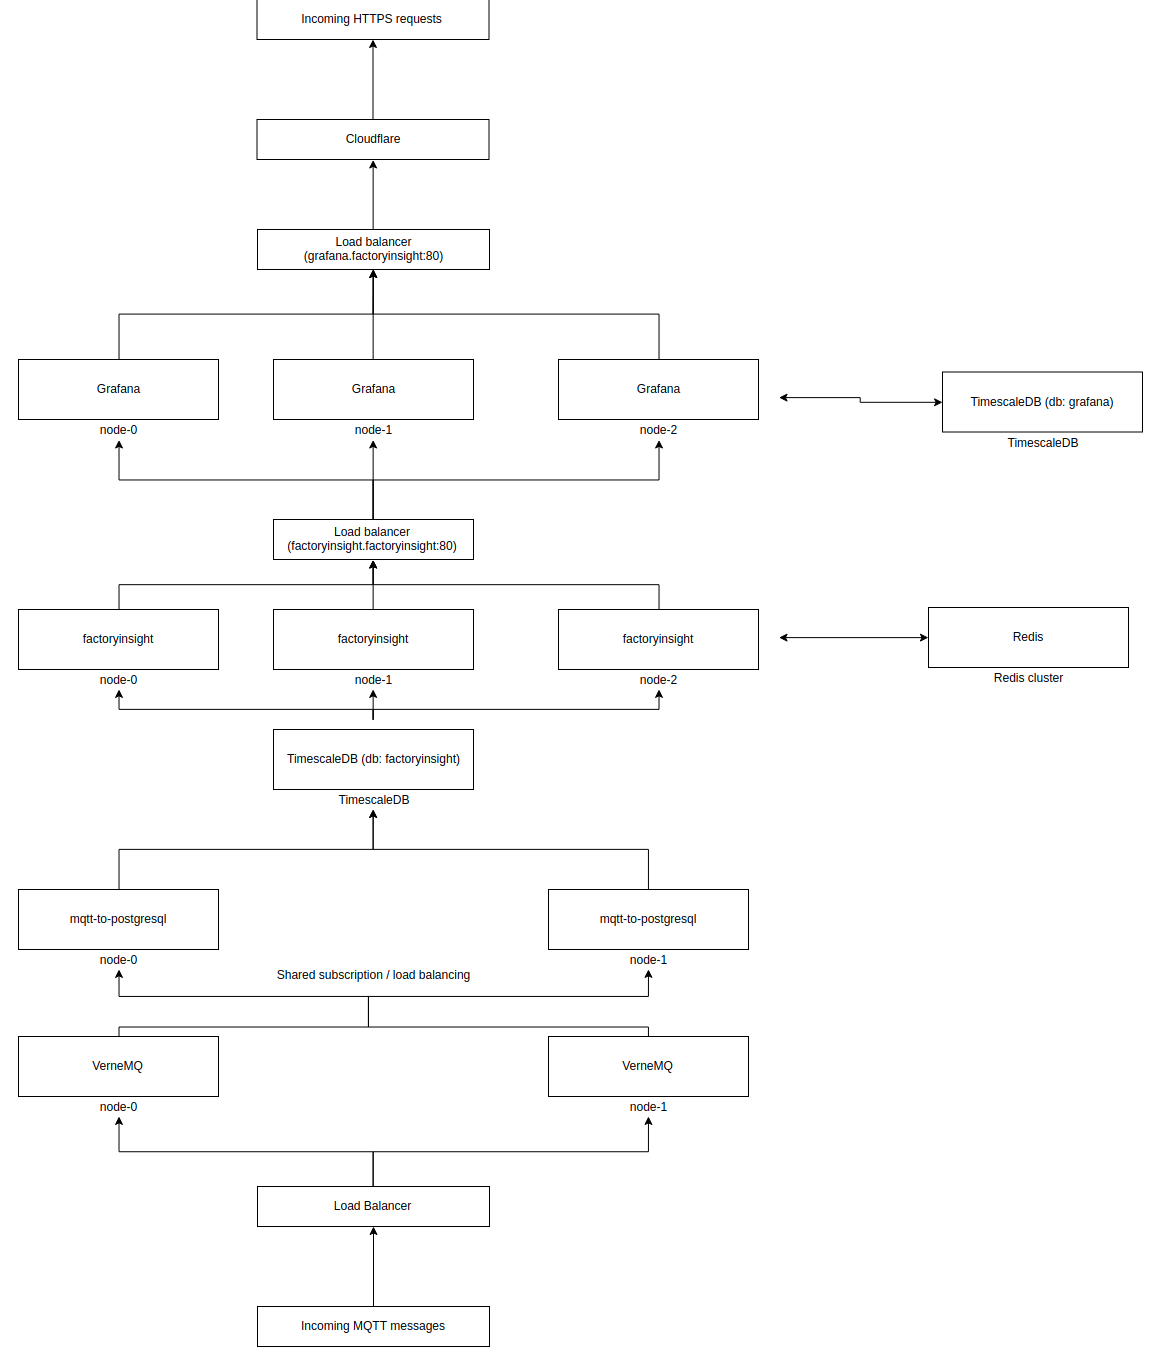 Incoming HTTPS requests
Cloudflare
Load balancer
(grafana.factoryinsight:80)
Grafana
Grafana
Grafana
node-0
node-1
node-2
TimescaleDB (db: grafana)
TimescaleDB
Load balancer
(factoryinsight.factoryinsight:80)
factoryinsight
factoryinsight
factoryinsight
node-0
node-1
node-2
Redis
Redis cluster
TimescaleDB (db: factoryinsight)
TimescaleDB
mqtt-to-postgresql
mqtt-to-postgresql
node-0
node-1
Shared subscription / load balancing
VerneMQ
VerneMQ
node-0
node-1
Load Balancer
Incoming MQTT messages